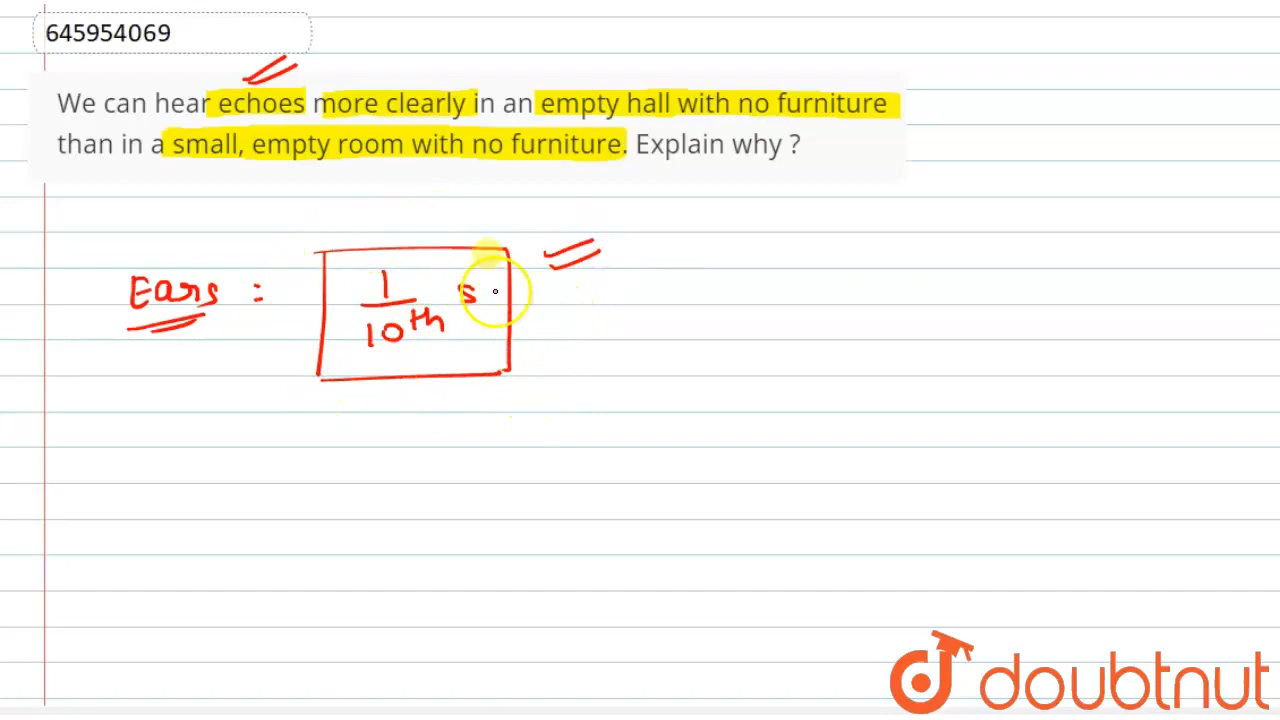 645954069
We can hear echoes more clearly in an empty hall with no furniture
than in a small, empty room with no furniture. Explain why ?
Ears : 1/10th s
doubtnut